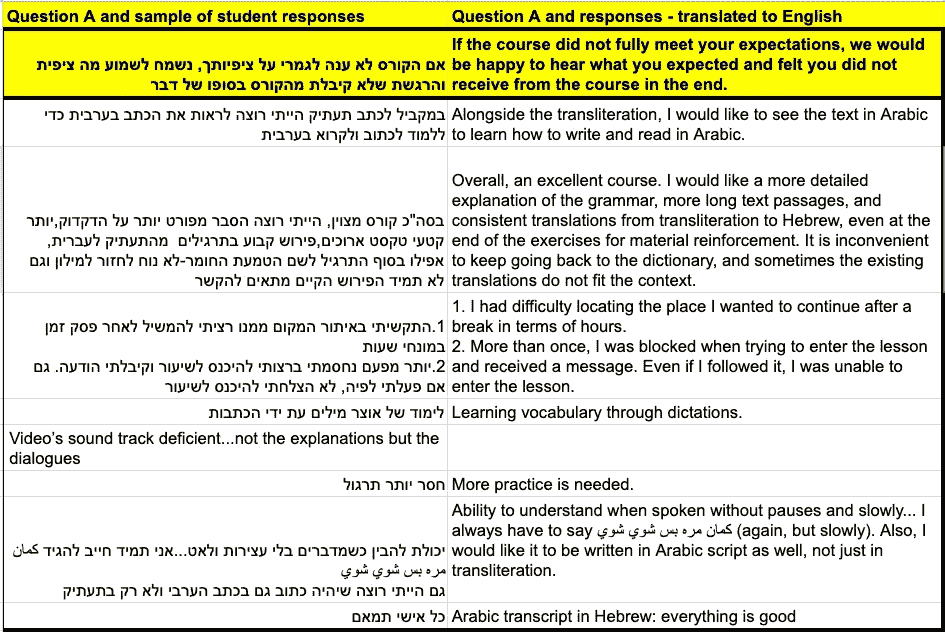 Question A and sample of student responses
Question A and responses - translated to English
אם הקורס לא ענה לגמרי על ציפיותך, נשמח לשמוע מה ציפית
והרגשת שלא קיבלת מהקורס בסופו של דבר
If the course did not fully meet your expectations, we would
be happy to hear what you expected and felt you did not
receive from the course in the end.
במקביל לכתב תעתיק הייתי רוצה לראות את הכתב בערבית כדי
ללמוד לכתוב ולקרוא בערבית
Alongside the transliteration, I would like to see the text in Arabic
to learn how to write and read in Arabic.
בסה"כ קורס מצוין, הייתי רוצה הסבר מפורט יותר על הדקדוק,יותר
קטעי טקסט ארוכים,פירוש קבוע בתרגילים מהתעתיק לעברית,
אפילו בסוף התרגיל לשם הטמעת החומר-לא נוח לחזור למילון וגם
לא תמיד הפירוש הקיים מתאים להקשר
Overall, an excellent course. I would like a more detailed
explanation of the grammar, more long text passages, and
consistent translations from transliteration to Hebrew, even at the
end of the exercises for material reinforcement. It is inconvenient
to keep going back to the dictionary, and sometimes the existing
translations do not fit the context.
1.התקשיתי באיתור המקום ממנו רציתי להמשיל לאחר פסק זמן
במונחי שעות
2.יותר מפעם נחסמתי ברצותי להיכנס לשיעור וקיבלתי הודעה. גם
אם פעלתי לפיה, לא הצלחתי להיכנס לשיעור
1. I had difficulty locating the place I wanted to continue after a
break in terms of hours.
2. More than once, I was blocked when trying to enter the lesson
and received a message. Even if I followed it, I was unable to
enter the lesson.
לימוד של אוצר מילים עת ידי הכתבות
Learning vocabulary through dictations.
Video's sound track deficient...not the explanations but the
dialogues
חסר יותר תרגול
More practice is needed.
יכולת להבין כשמדברים בלי עצירות ולאט...אני תמיד חייב להגיד كمان
مره بس شوي شوي
גם הייתי רוצה שיהיה כתוב גם בכתב הערבי ולא רק בתעתיק
Ability to understand when spoken without pauses and slowly... I
always have to say كمان مره بس شوي شوي (again, but slowly). Also, I
would like it to be written in Arabic script as well, not just in
transliteration.
כל אישי תמאם
Arabic transcript in Hebrew: everything is good